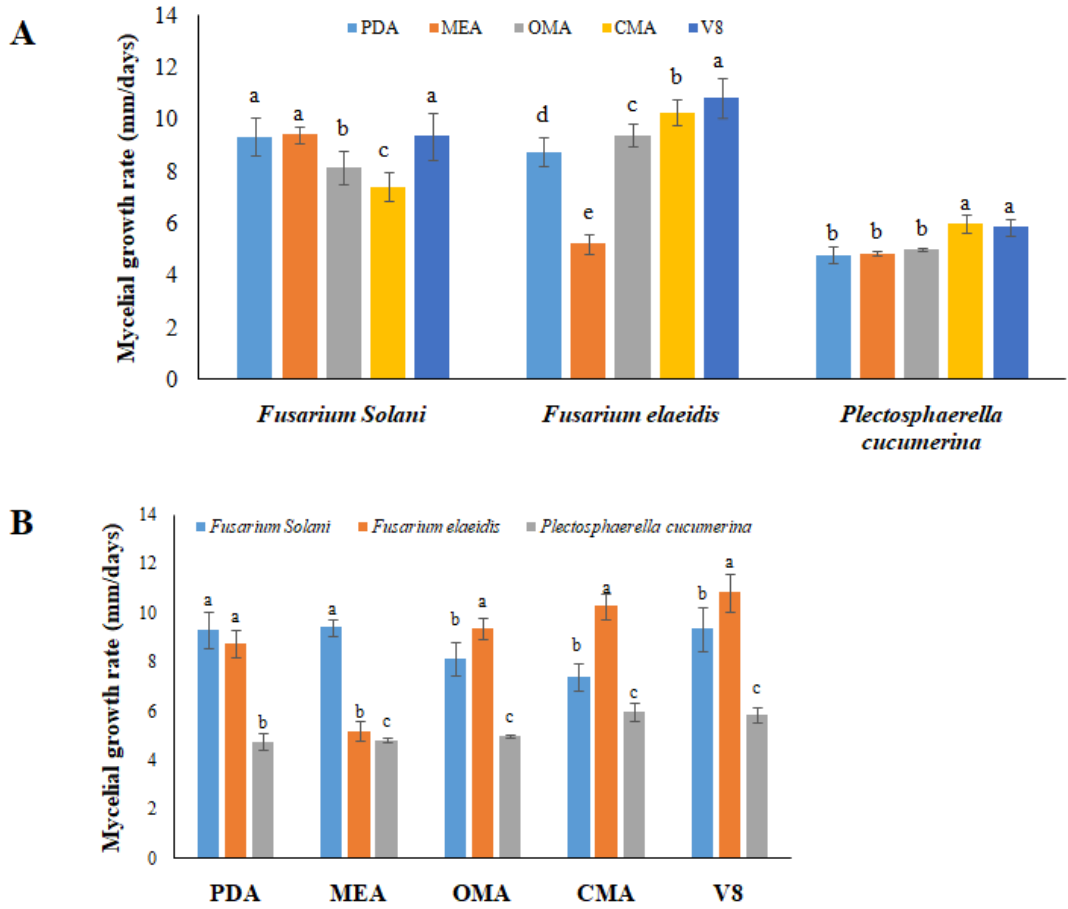 A
Mycelial growth rate (mm/days)
14
12
10
8
6
4
2
0
PDA MEA OMA CMA V8
a a b c a
d e c b a
b b b a a
Fusarium Solani Fusarium elaeidis Plectosphaerella
cucumerina
B
Mycelial growth rate (mm/days)
14
12
10
8
6
4
2
0
Fusarium Solani Fusarium elaeidis Plectosphaerella cucumerina
a a b
a b c
b a c
b a c
b a c
PDA MEA OMA CMA V8